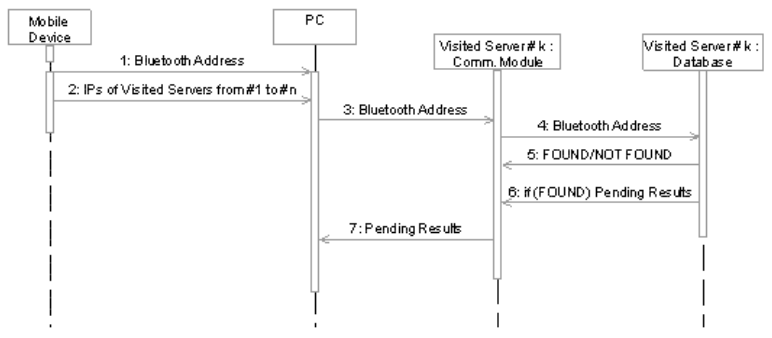 Mobile
Device
PC
Visited Server# k :
Comm. Module
Visited Server# k :
Database
1: Bluetooth Address
2: IPs of Visited Servers from #1 to #n
3: Bluetooth Address
4: Bluetooth Address
5: FOUND/NOT FOUND
6: if (FOUND) Pending Results
7: Pending Results